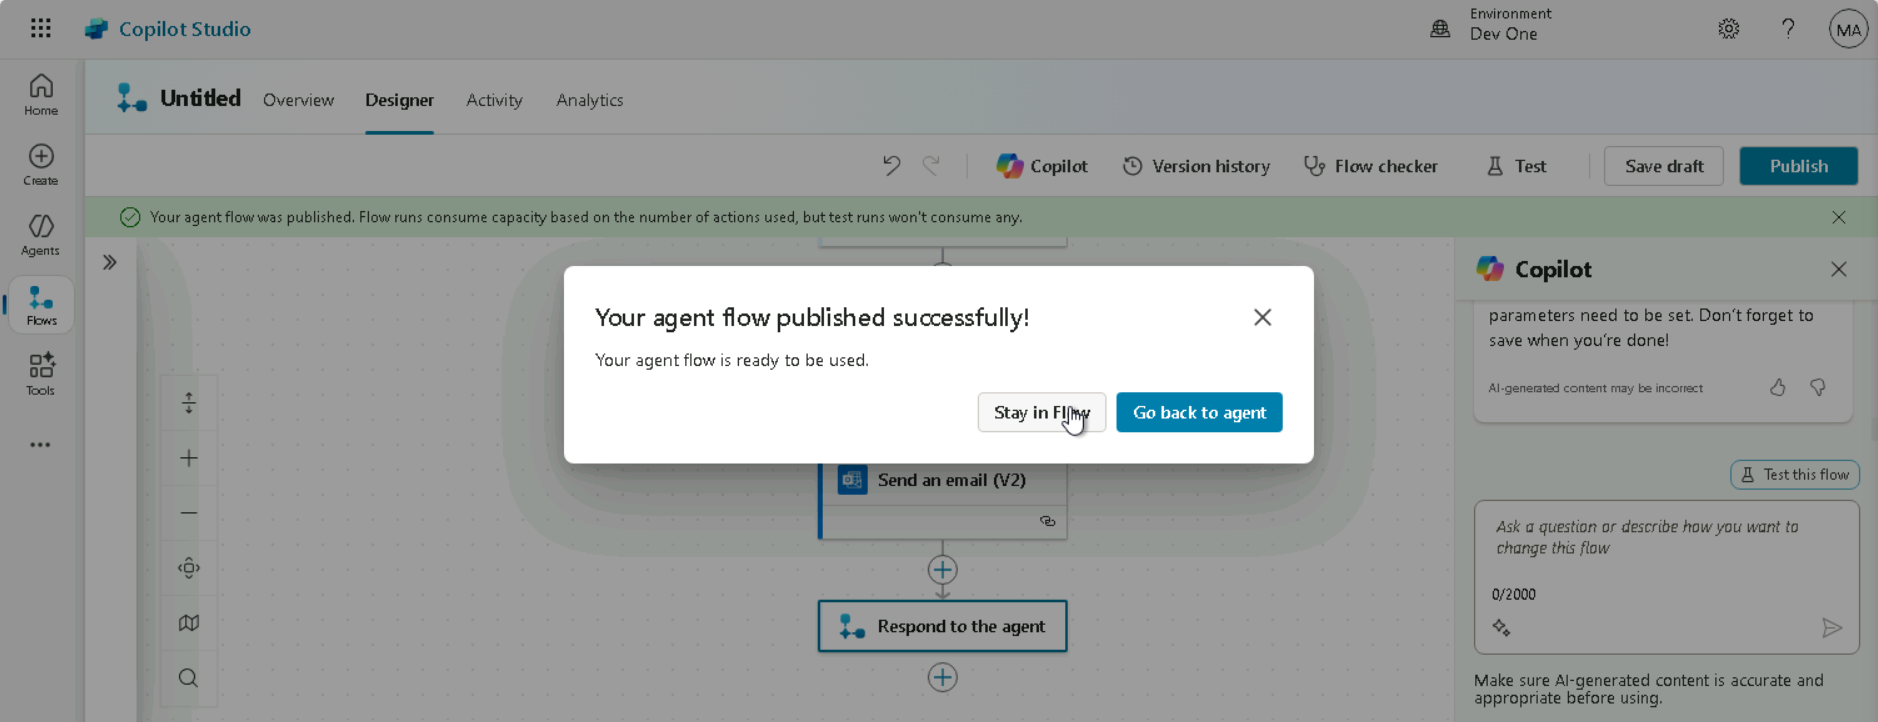 Copilot Studio
Environment
Dev One
MA
Home
Create
Agents
Flows
Tools
Untitled
Overview
Designer
Activity
Analytics
Copilot
Version history
Flow checker
Test
Save draft
Publish
Your agent flow was published. Flow runs consume capacity based on the number of actions used, but test runs won't consume any.
Your agent flow published successfully!
Your agent flow is ready to be used.
Stay in Flow
Go back to agent
Send an email (V2)
Respond to the agent
Copilot
parameters need to be set. Don't forget to
save when you're done!
AI-generated content may be incorrect
Test this flow
Ask a question or describe how you want to
change this flow
0/2000
Make sure AI-generated content is accurate and
appropriate before using.